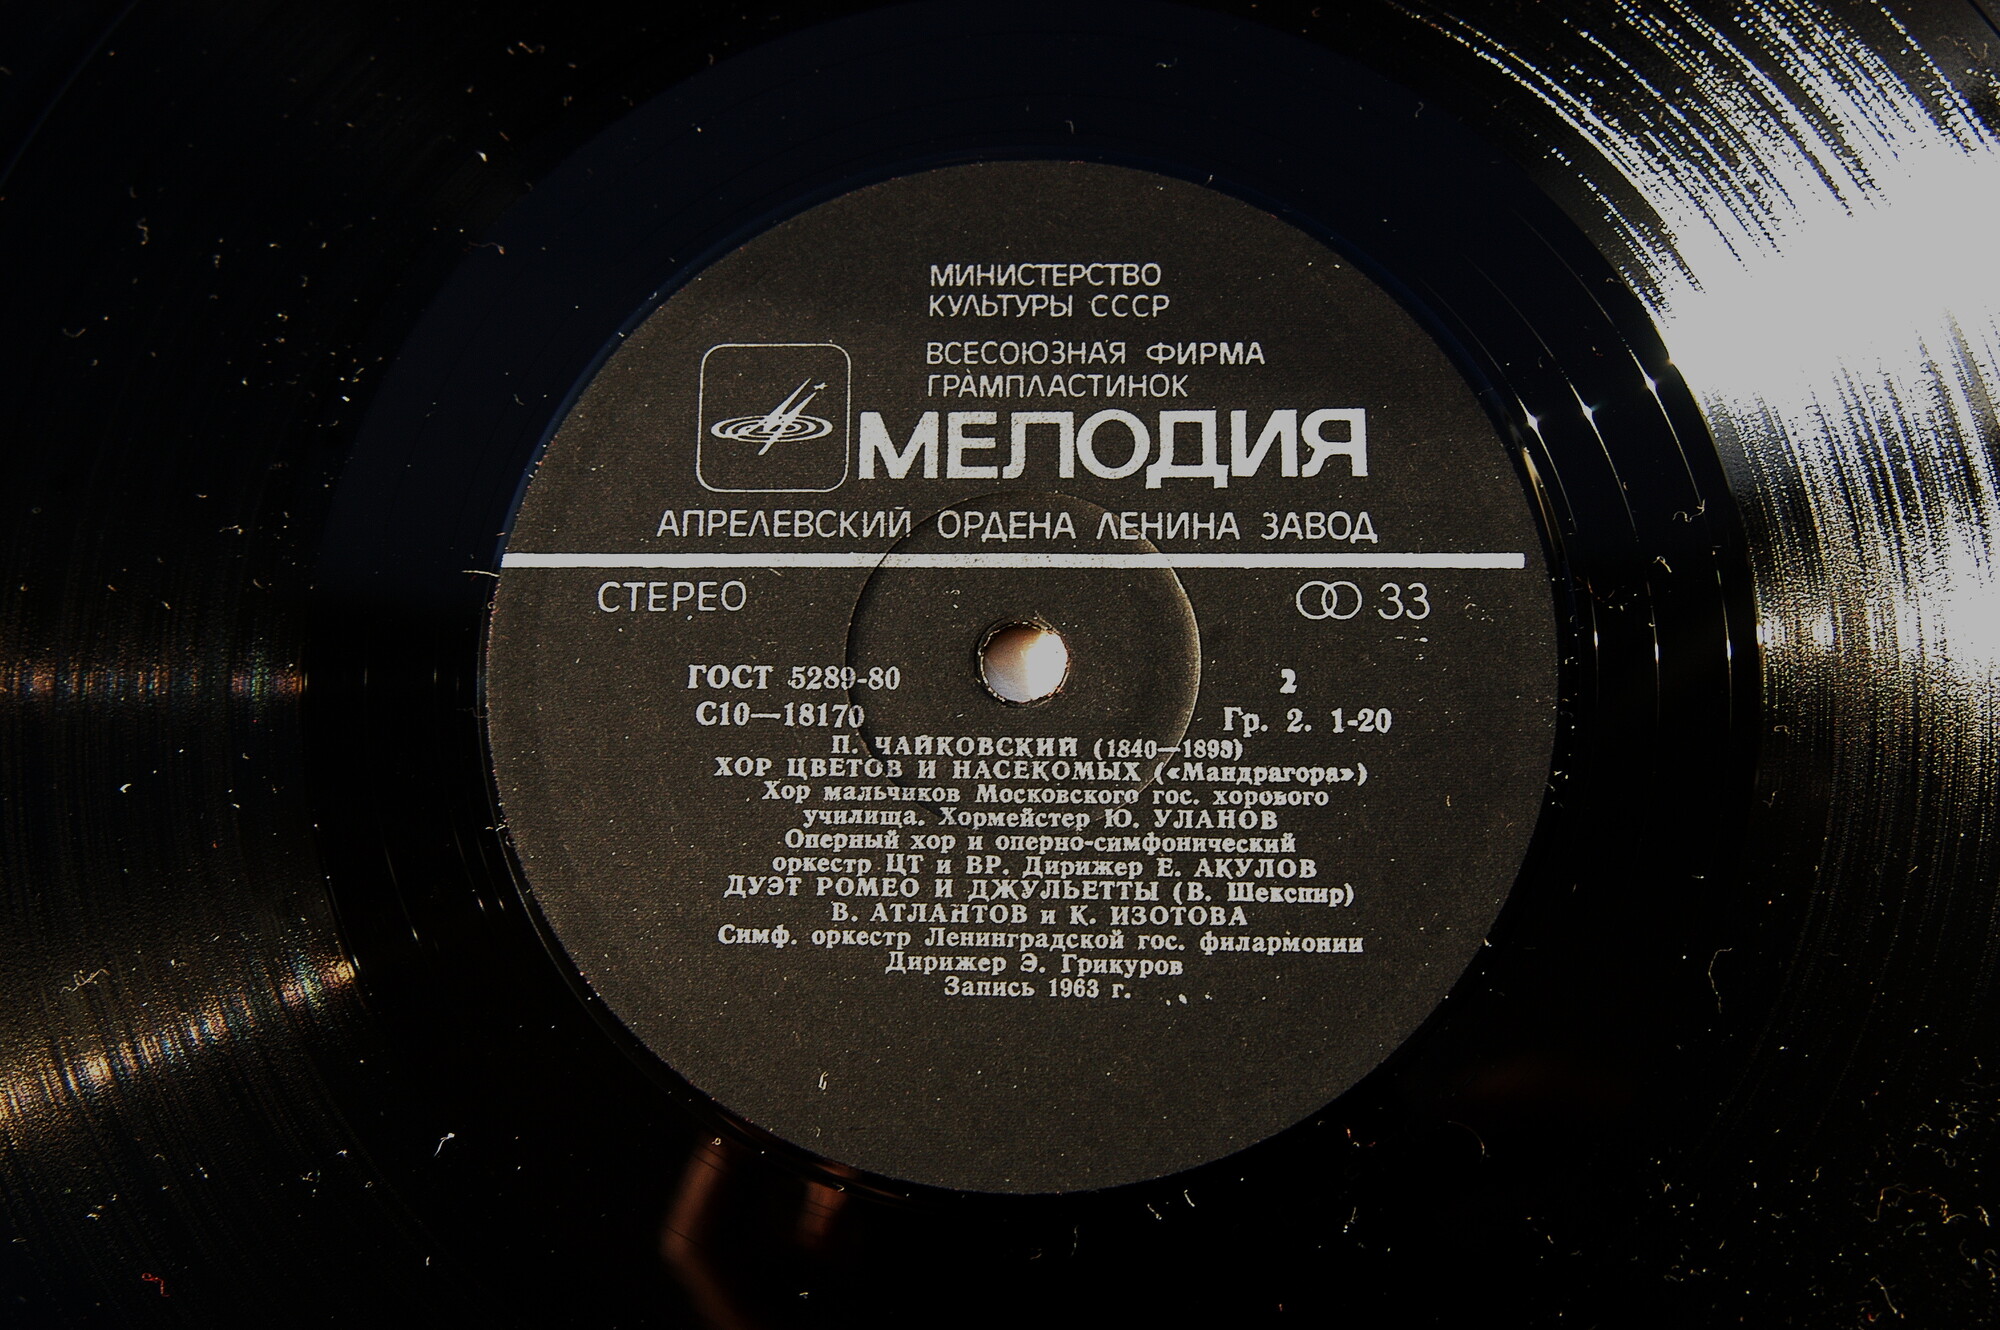 МИНИСТЕРСТВО
КУЛЬТУРЫ СССР
ВСЕСОЮЗНАЯ ФИРМА
ГРАМПЛАСТИНОК
МЕЛОДИЯ
АПРЕЛЕВСКИЙ ОРДЕНА ЛЕНИНА ЗАВОД
СТЕРЕО 33
ГОСТ 5289-80 2
С10—18170 Гр. 2. 1-20
П. ЧАЙКОВСКИЙ (1840—1893)
ХОР ЦВЕТОВ И НАСЕКОМЫХ («Мандрагора»)
Хор мальчиков Московского гос. хорового
училища. Хормейстер Ю. УЛАНОВ
Оперный хор и оперно-симфонический
оркестр ЦТ и ВР. Дирижер Е. АКУЛОВ
ДУЭТ РОМЕО И ДЖУЛЬЕТТЫ (В. Шекспир)
В. АТЛАНТОВ и К. ИЗОТОВА
Симф. оркестр Ленинградской гос. филармонии
Дирижер Э. Грикуров
Запись 1963 г.